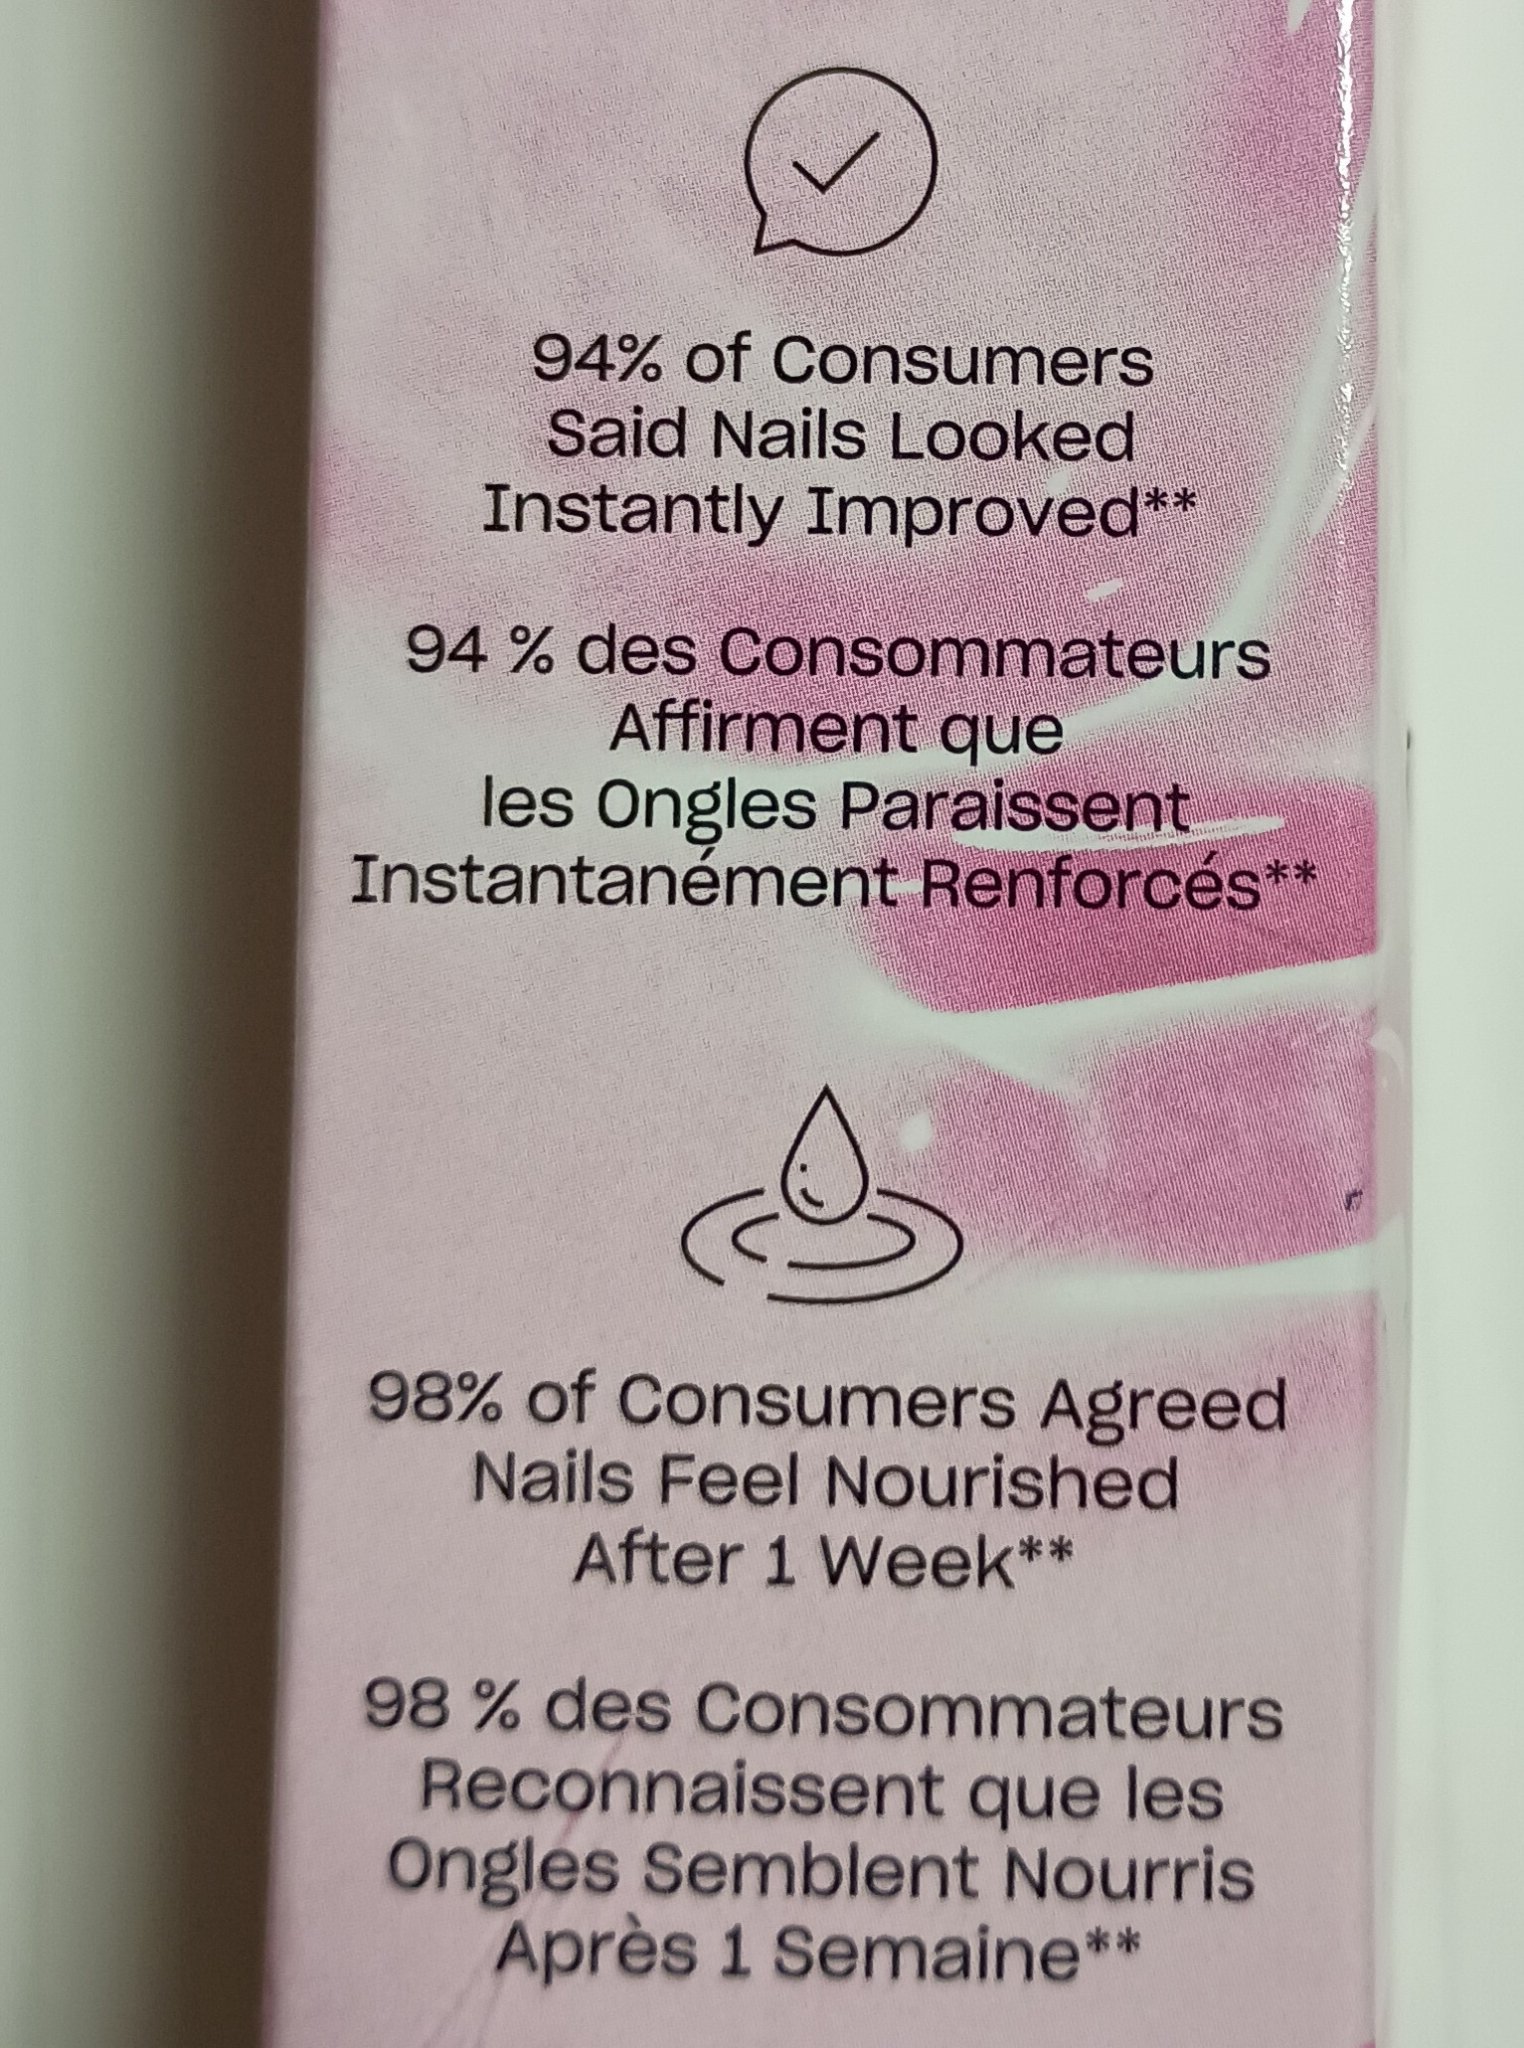 94% of Consumers
Said Nails Looked
Instantly Improved**
94 % des Consommateurs
Affirment que
les Ongles Paraissent
Instantanément Renforcés**
98% of Consumers Agreed
Nails Feel Nourished
After 1 Week**
98 % des Consommateurs
Reconnaissent que les
Ongles Semblent Nourris
Après 1 Semaine**